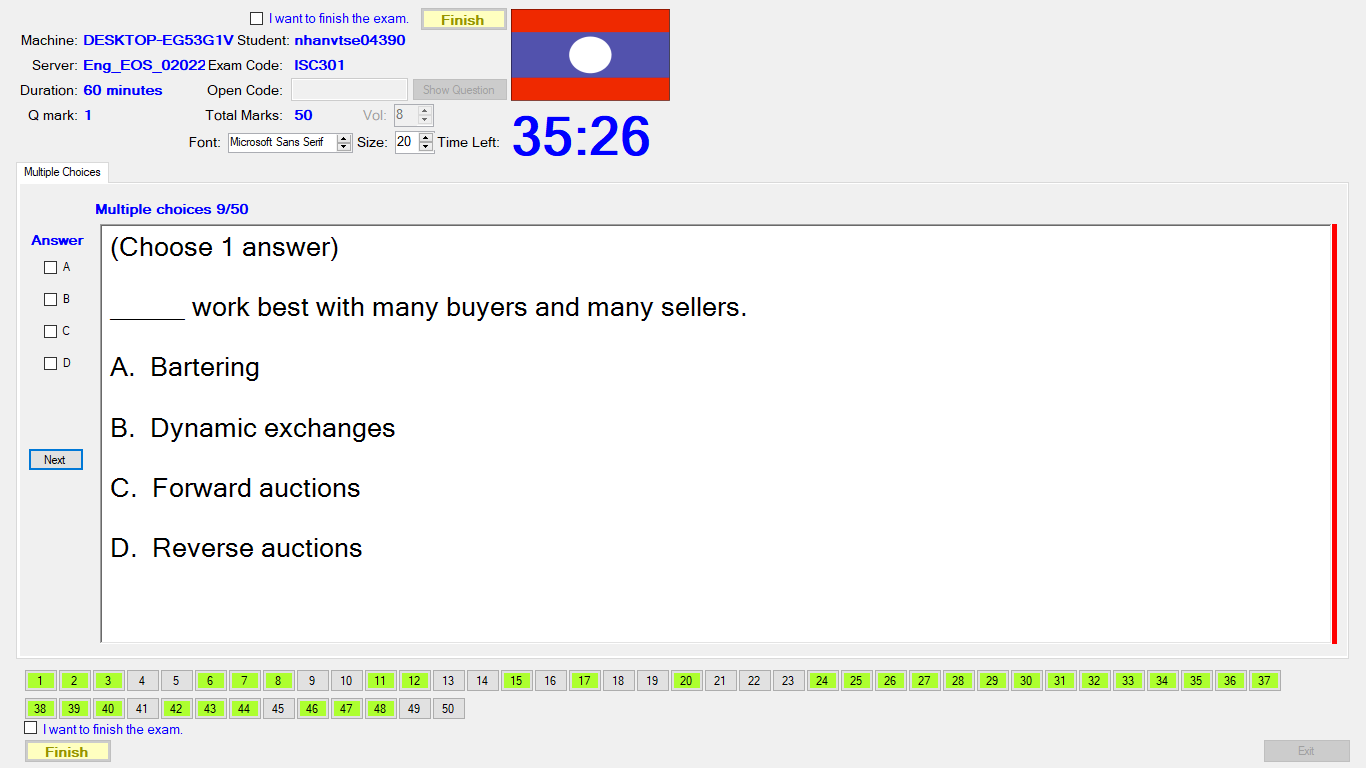 I want to finish the exam. Finish
Machine: DESKTOP-EG53G1V Student: nhanvtse04390
Server: Eng_EOS_02022 Exam Code: ISC301
Duration: 60 minutes Open Code: Show Question
Q mark: 1 Total Marks: 50 Vol: 8
Font: Microsoft Sans Serif Size: 20 Time Left: 35:26
Multiple Choices
Multiple choices 9/50
Answer
A
B
C
D
Next
(Choose 1 answer)
_____ work best with many buyers and many sellers.
A. Bartering
B. Dynamic exchanges
C. Forward auctions
D. Reverse auctions
1 2 3 4 5 6 7 8 9 10 11 12 13 14 15 16 17 18 19 20 21 22 23 24 25 26 27 28 29 30 31 32 33 34 35 36 37
38 39 40 41 42 43 44 45 46 47 48 49 50
I want to finish the exam.
Finish Exit